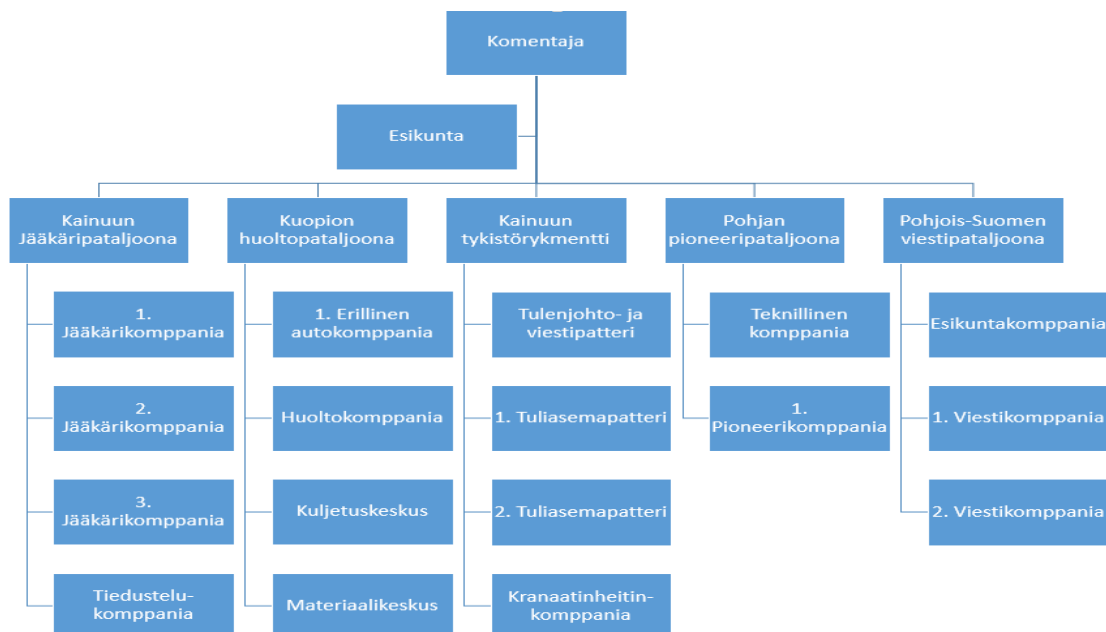 Komentaja
Esikunta
Kainuun
Jääkäripataljoona
Kuopion
huoltopataljoona
Kainuun
tykistörykmentti
Pohjan
pioneeripataljoona
Pohjois-Suomen
viestipataljoona
1.
Jääkärikomppania
1. Erillinen
autokomppania
Tulenjohto- ja
viestipatteri
Teknillinen
komppania
Esikuntakomppania
2.
Jääkärikomppania
Huoltokomppania
1. Tuliasemapatteri
1.
Pioneerikomppania
1. Viestikomppania
3.
Jääkärikomppania
Kuljetuskeskus
2. Tuliasemapatteri
2. Viestikomppania
Tiedustelu-
komppania
Materiaalikeskus
Kranaatinheitin-
komppania